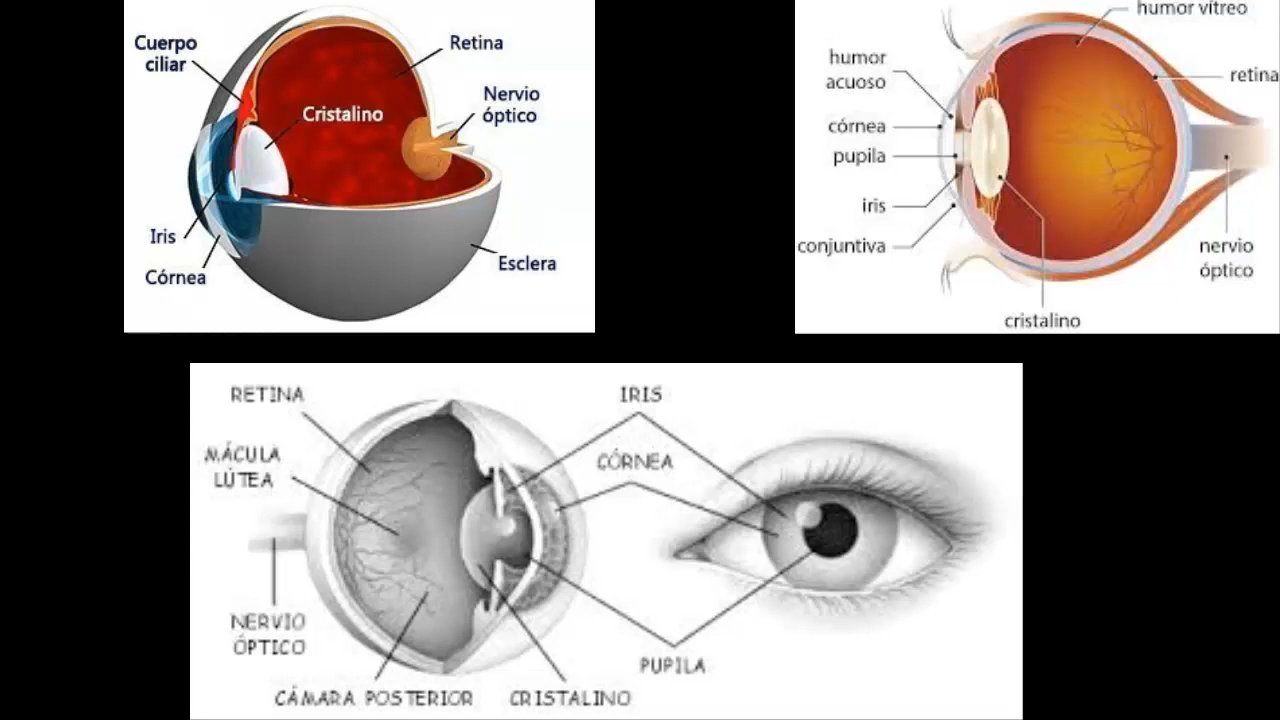 Cuerpo
ciliar
Retina
Nervio
óptico
Cristalino
Iris
Córnea
Esclera
humor vítreo
humor
acuoso
retina
córnea
pupila
iris
conjuntiva
nervio
óptico
cristalino
RETINA
IRIS
MÁCULA
LÚTEA
CÓRNEA
NERVIO
ÓPTICO
PUPILA
CÁMARA POSTERIOR
CRISTALINO